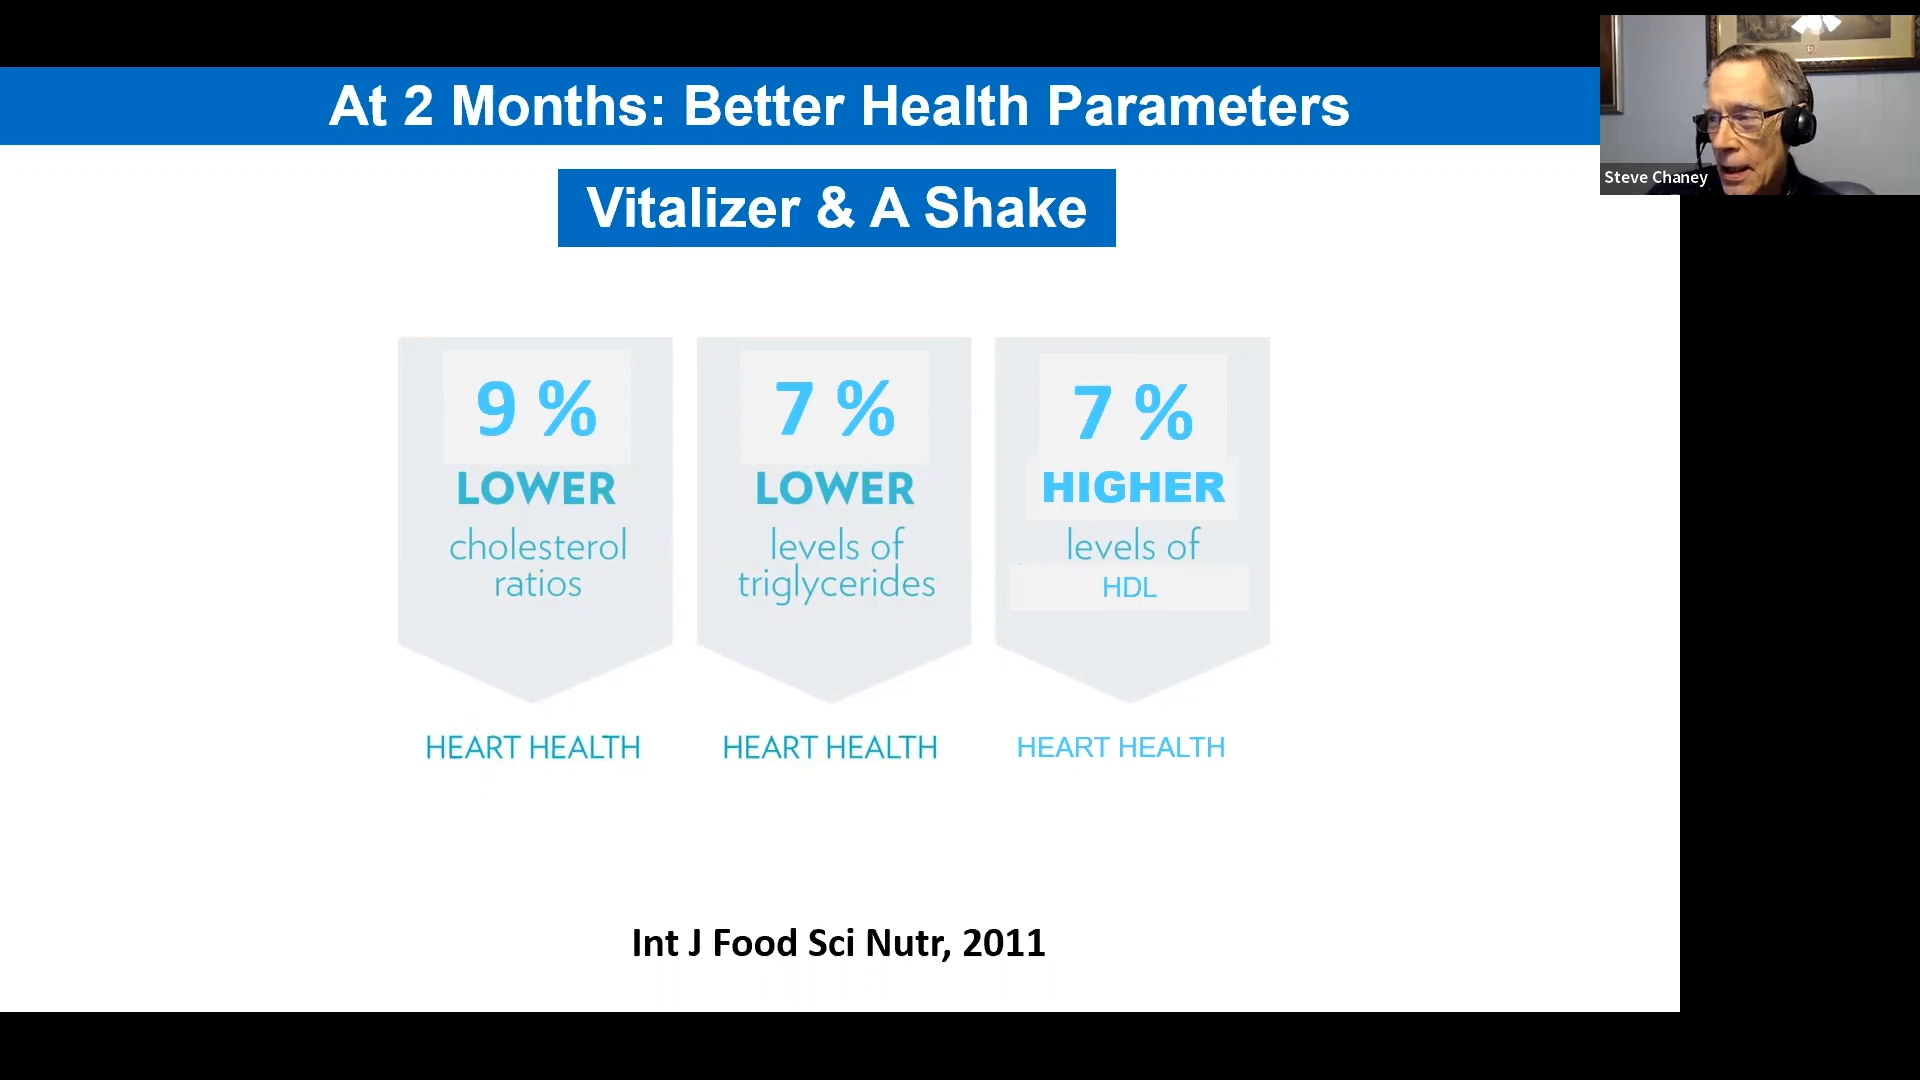 At 2 Months: Better Health Parameters
Steve Chaney
Vitalizer & A Shake
9 %
LOWER
cholesterol
ratios
HEART HEALTH
7 %
LOWER
levels of
triglycerides
HEART HEALTH
7 %
HIGHER
levels of
HDL
HEART HEALTH
Int J Food Sci Nutr, 2011